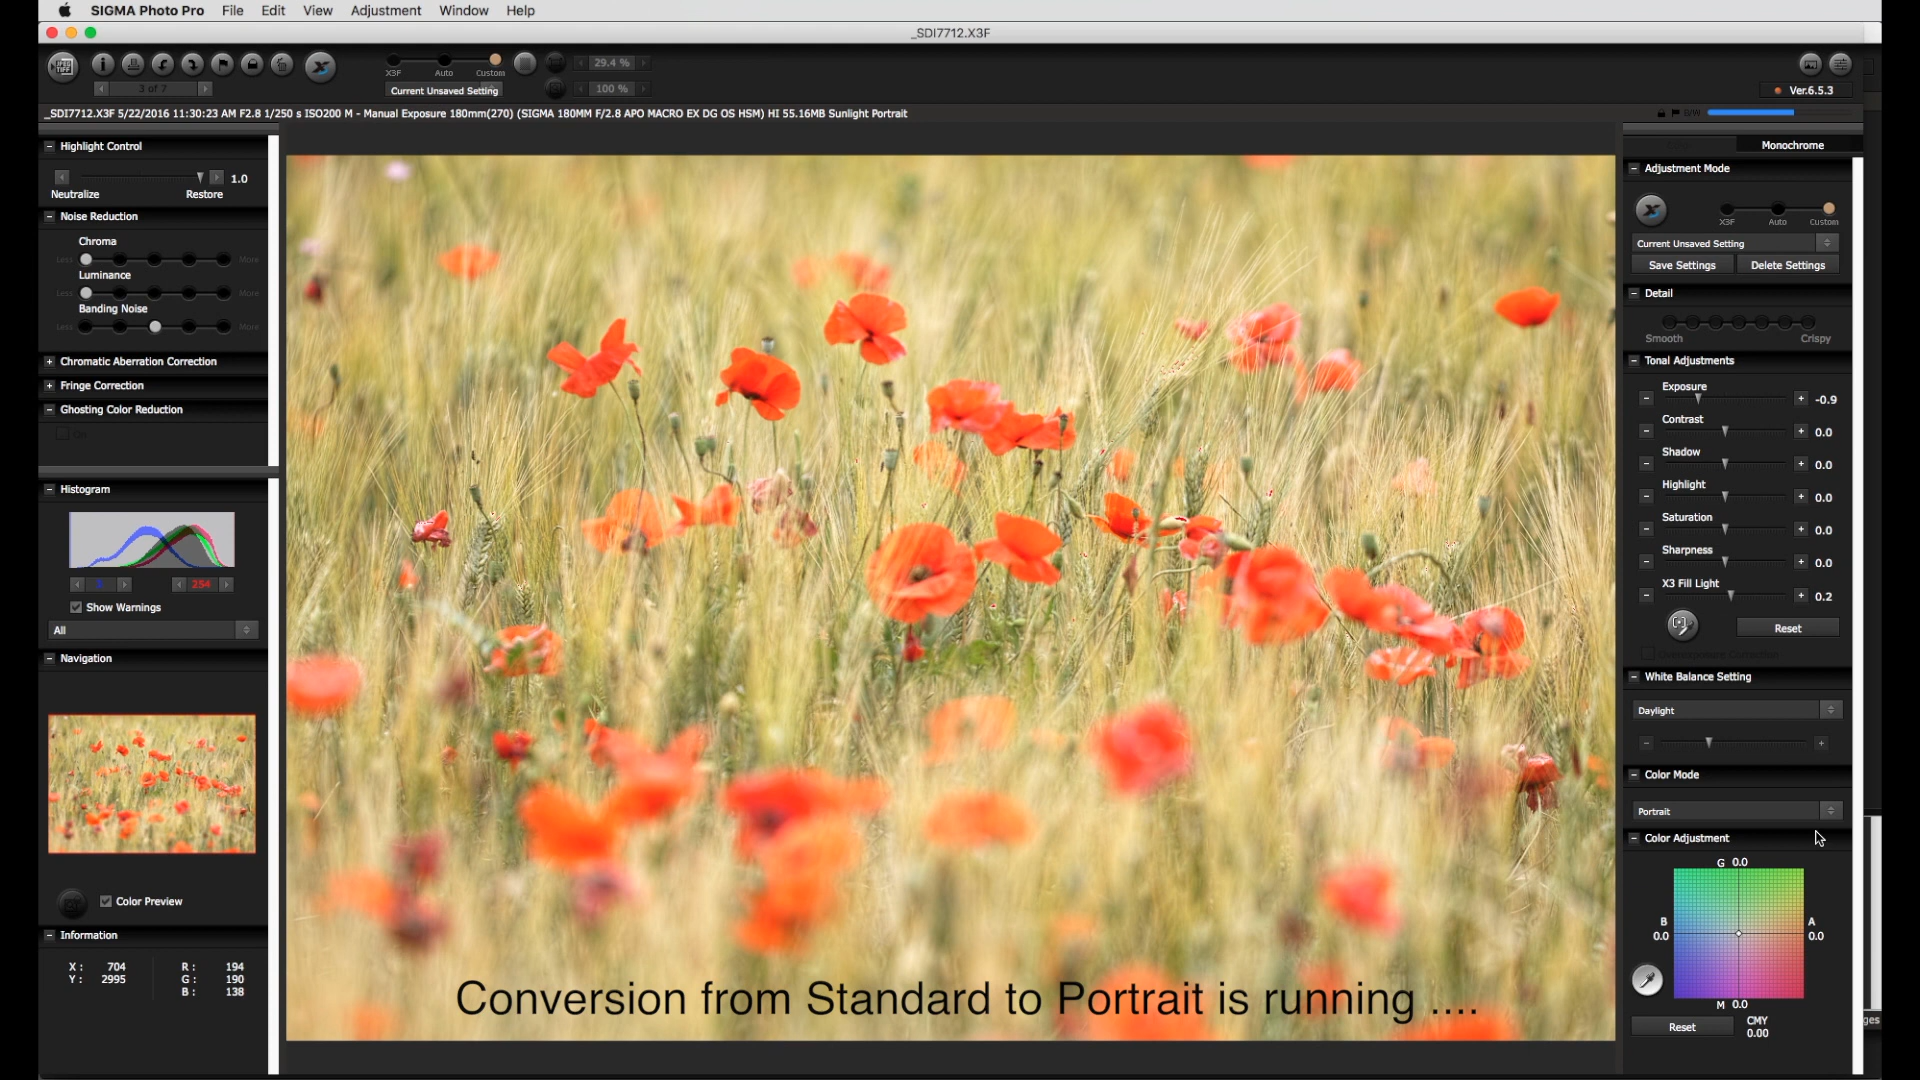 SIGMA Photo Pro File Edit View Adjustment Window Help
_SDI7712.X3F
JPEG TIFF
X3F Auto Custom
29.4 %
3 of 7
Current Unsaved Setting
100 %
Ver.6.5.3
_SDI7712.X3F 5/22/2016 11:30:23 AM F2.8 1/250 s ISO200 M - Manual Exposure 180mm(270) (SIGMA 180MM F/2.8 APO MACRO EX DG OS HSM) HI 55.16MB Sunlight Portrait
B/W
Highlight Control
1.0
Neutralize Restore
Noise Reduction
Chroma
Less More
Luminance
Less More
Banding Noise
Less More
Chromatic Aberration Correction
Fringe Correction
Ghosting Color Reduction
On
Histogram
254
Show Warnings
All
Navigation
Color Preview
Information
X : 704 R : 194
Y : 2995 G : 190
B : 138
Conversion from Standard to Portrait is running ....
Monochrome
Adjustment Mode
X3F Auto Custom
Current Unsaved Setting
Save Settings Delete Settings
Detail
Smooth Crispy
Tonal Adjustments
Exposure
- + -0.9
Contrast
- + 0.0
Shadow
- + 0.0
Highlight
- + 0.0
Saturation
- + 0.0
Sharpness
- + 0.0
X3 Fill Light
- + 0.2
Reset
Overexposure Correction
White Balance Setting
Daylight
- +
Color Mode
Portrait
Color Adjustment
G 0.0
B A
0.0 0.0
M 0.0
Reset CMY
0.00
ges